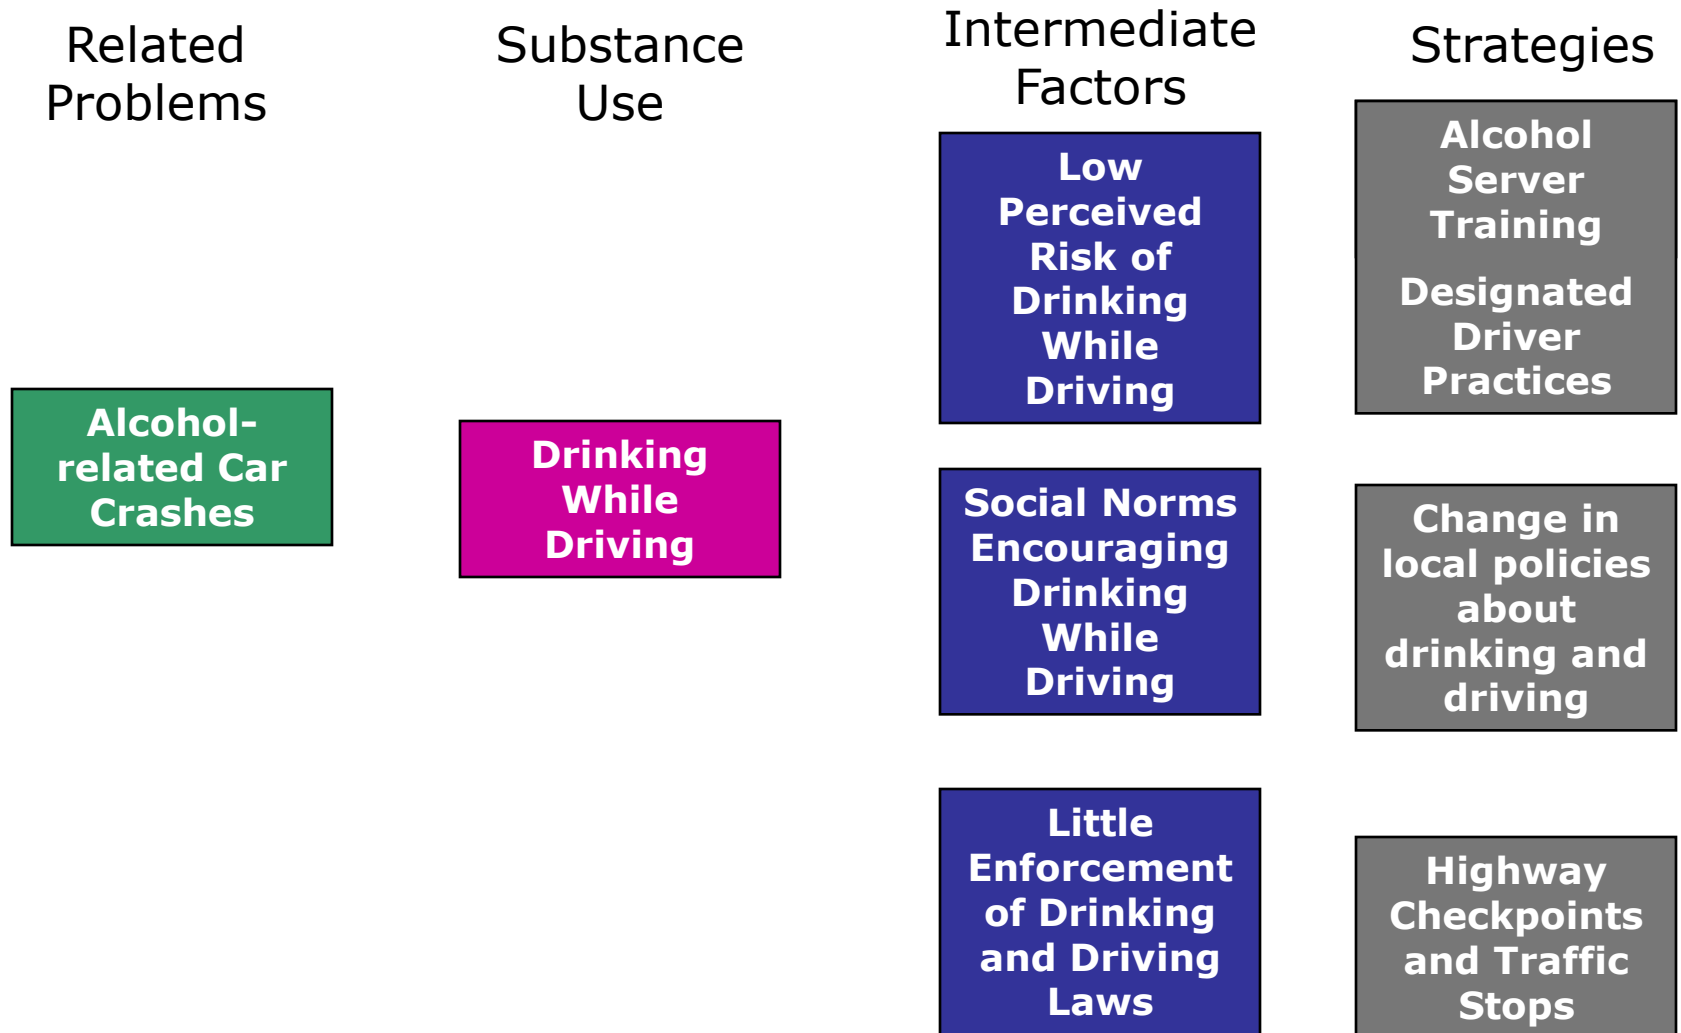 Related
Problems
Substance
Use
Intermediate
Factors
Strategies
Alcohol-
related Car
Crashes
Drinking
While
Driving
Low
Perceived
Risk of
Drinking
While
Driving
Social Norms
Encouraging
Drinking
While
Driving
Little
Enforcement
of Drinking
and Driving
Laws
Alcohol
Server
Training
Designated
Driver
Practices
Change in
local policies
about
drinking and
driving
Highway
Checkpoints
and Traffic
Stops